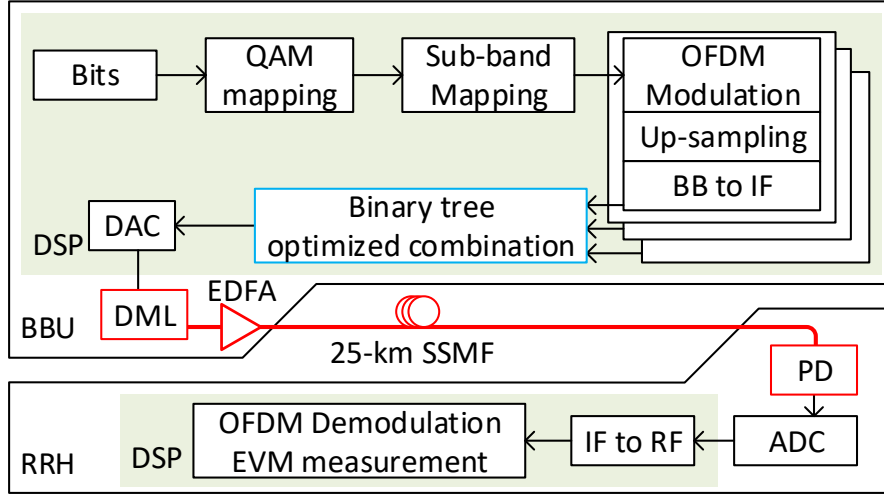 Bits
QAM
mapping
Sub-band
Mapping
OFDM
Modulation
Up-sampling
BB to IF
Binary tree
optimized combination
DAC
DSP
DML
EDFA
BBU
25-km SSMF
PD
OFDM Demodulation
EVM measurement
IF to RF
ADC
DSP
RRH